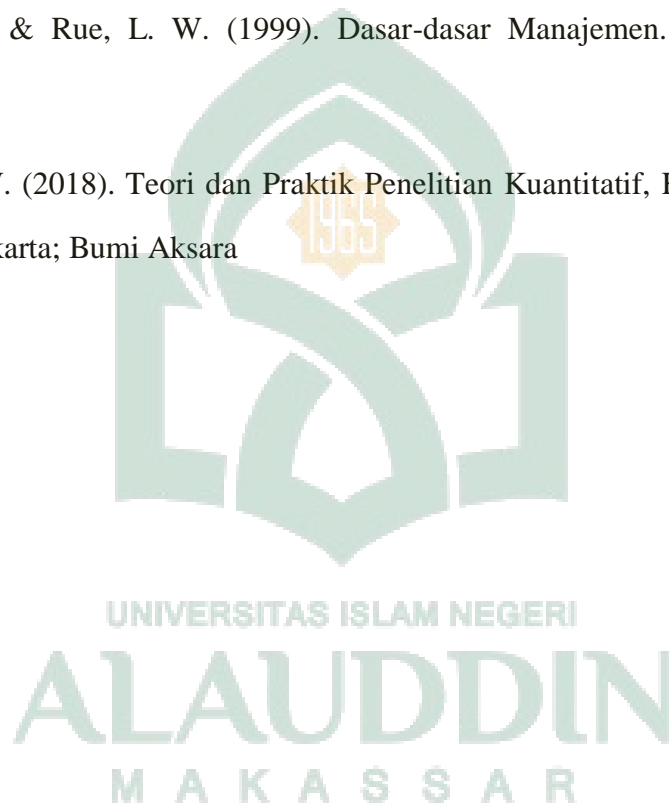 & Rue, L. W. (1999). Dasar-dasar Manajemen.
. (2018). Teori dan Praktik Penelitian Kuantitatif,
karta; Bumi Aksara
1965
UNIVERSITAS ISLAM NEGERI
ALAUDDIN
MAKASSAR